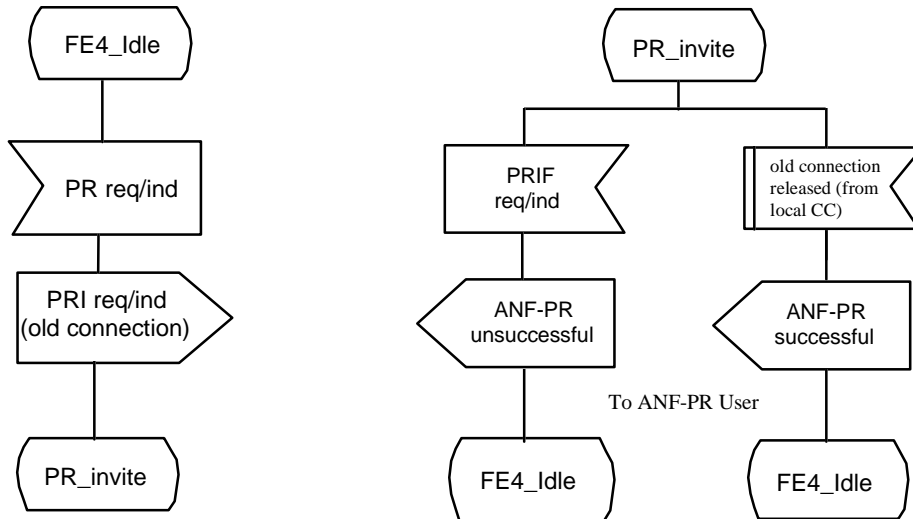 FE4_Idle
PR req/ind
PRI req/ind
(old connection)
PR_invite
PR_invite
PRIF
req/ind
old connection
released (from
local CC)
ANF-PR
unsuccessful
ANF-PR
successful
To ANF-PR User
FE4_Idle
FE4_Idle